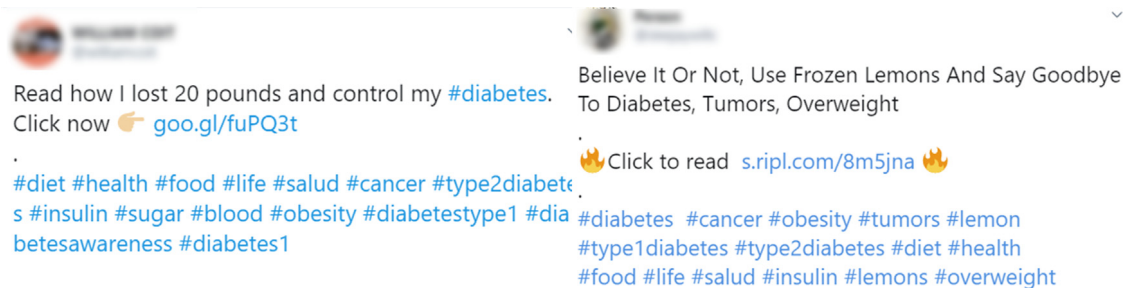 Read how I lost 20 pounds and control my #diabetes.
Click now 👉 goo.gl/fuPQ3t
.
#diet #health #food #life #salud #cancer #type2diabete
s #insulin #sugar #blood #obesity #diabetestype1 #dia
betesawareness #diabetes1
Believe It Or Not, Use Frozen Lemons And Say Goodbye
To Diabetes, Tumors, Overweight
.
🔥Click to read s.ripl.com/8m5jna 🔥
.
#diabetes #cancer #obesity #tumors #lemon
#type1diabetes #type2diabetes #diet #health
#food #life #salud #insulin #lemons #overweight